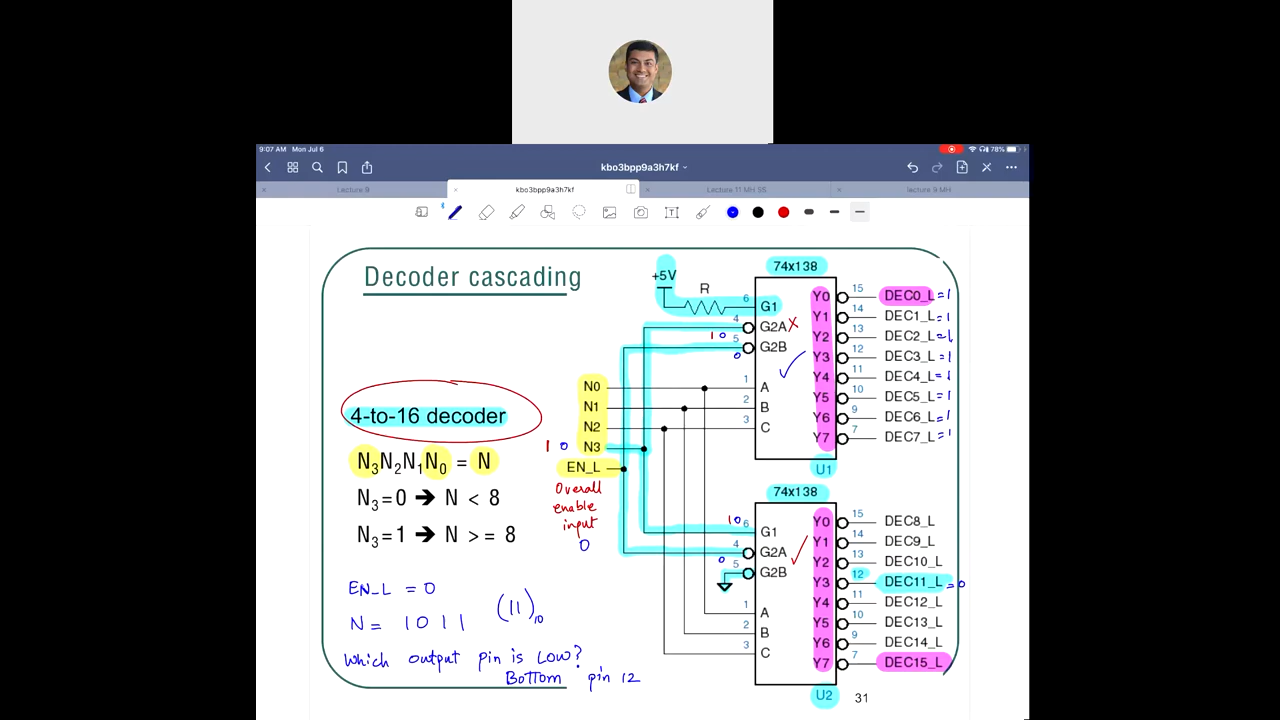 9:07 AM Mon Jul 6
78%
kbo3bpp9a3h7kf
Lecture 9
kbo3bpp9a3h7kf
Lecture 11 MH S6
lecture 9 MH
Decoder cascading
4-to-16 decoder
N3N2N1N0 = N
N3=0 ➔ N < 8
N3=1 ➔ N >= 8
EN_L = 0
N = 1 0 1 1 (11)10
Which output pin is Low?
Bottom pin 12
+5V
R
N0
N1
N2
1 0 N3
EN_L
Overall
enable
input
0
74x138
6 G1
4 G2A X
1 0
5 G2B
0
1 A
2 B
3 C
Y0 15 DEC0_L = 1
Y1 14 DEC1_L = 1
Y2 13 DEC2_L = 1
Y3 12 DEC3_L = 1
Y4 11 DEC4_L = 1
Y5 10 DEC5_L = 1
Y6 9 DEC6_L = 1
Y7 7 DEC7_L = 1
U1
74x138
1 0 6 G1
4 G2A
0 5 G2B
1 A
2 B
3 C
Y0 15 DEC8_L
Y1 14 DEC9_L
Y2 13 DEC10_L
Y3 12 DEC11_L = 0
Y4 11 DEC12_L
Y5 10 DEC13_L
Y6 9 DEC14_L
Y7 7 DEC15_L
U2
31